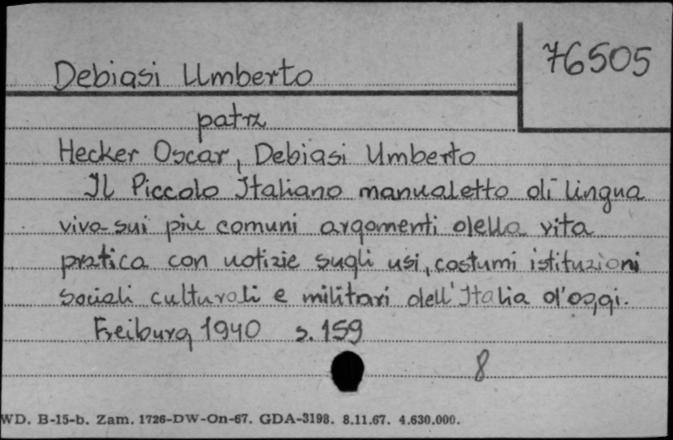 76505
Debiasi Umberto
patrz
Hecker Oscar, Debiasi Umberto
Il Piccolo Italiano manualetto di lingua
viva sui piu comuni argomenti della vita
pratica con notizie sugli usi, costumi istituzioni
sociali culturali e militari dell'Italia d'oggi.
Freiburg 1940 s. 159
8
WD. B-15-b. Zam. 1726-DW-On-67. GDA-3198. 8.11.67. 4.630.000.